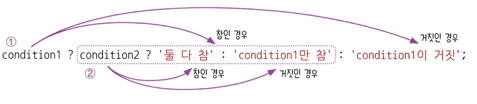 참인 경우
거짓인 경우
①
condition1 ? condition2 ? '둘 다 참' : 'condition1만 참' : 'condition1이 거짓';
②
참인 경우
거짓인 경우